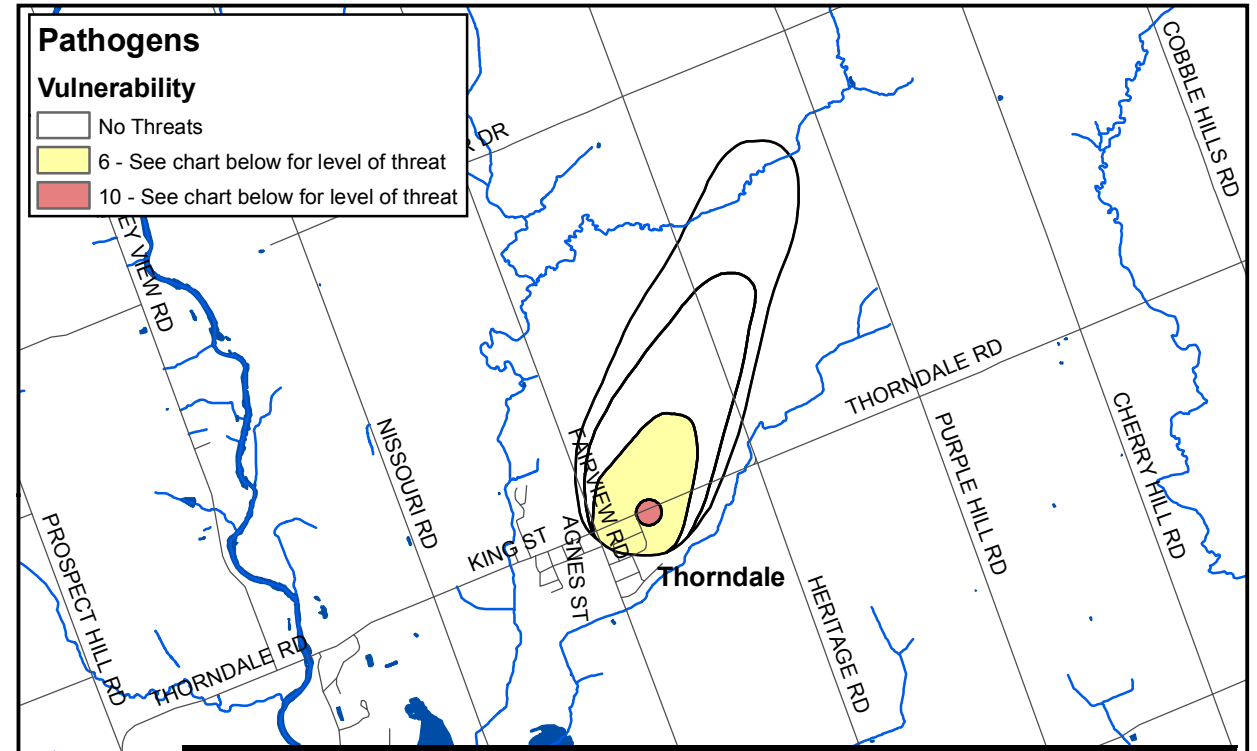 Pathogens
Vulnerability
No Threats
6 - See chart below for level of threat
10 - See chart below for level of threat
DR
COBBLE HILLS RD
EY VIEW RD
THORNDALE RD
NISSOURI RD
FAIRVIEW RD
PURPLE HILL RD
CHERRY HILL RD
PROSPECT HILL RD
KING ST
AGNES ST
Thorndale
HERITAGE RD
THORNDALE RD